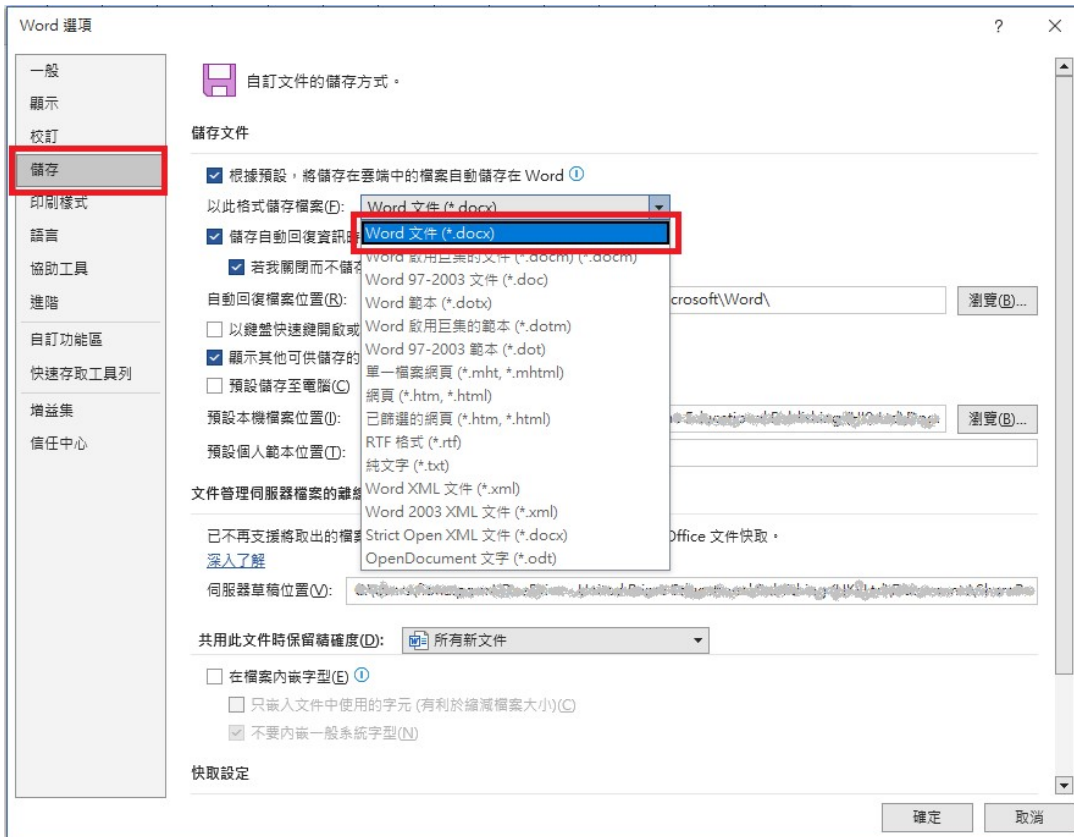 Word 選項
?
一般
顯示
校訂
儲存
印刷樣式
語言
協助工具
進階
自訂功能區
快速存取工具列
增益集
信任中心
自訂文件的儲存方式。
儲存文件
根據預設，將儲存在雲端中的檔案自動儲存在 Word
以此格式儲存檔案(F): Word 文件 (*.docx)
儲存自動回復資訊時
Word 文件 (*.docx)
Word 啟用巨集的文件 (*.docm) (*.docm)
Word 97-2003 文件 (*.doc)
Word 範本 (*.dotx)
Word 啟用巨集的範本 (*.dotm)
Word 97-2003 範本 (*.dot)
單一檔案網頁 (*.mht, *.mhtml)
網頁 (*.htm, *.html)
已篩選的網頁 (*.htm, *.html)
RTF 格式 (*.rtf)
純文字 (*.txt)
Word XML 文件 (*.xml)
Word 2003 XML 文件 (*.xml)
Strict Open XML 文件 (*.docx)
OpenDocument 文字 (*.odt)
若我關閉而不儲存
自動回復檔案位置(R): crosoft\Word\ 瀏覽(B)...
以鍵盤快速鍵開啟或
顯示其他可供儲存的
預設儲存至電腦(C)
預設本機檔案位置(I): 瀏覽(B)...
預設個人範本位置(T):
文件管理伺服器檔案的離線
已不再支援將取出的檔案 Office 文件快取。
深入了解
伺服器草稿位置(V):
共用此文件時保留精確度(D): 所有新文件
在檔案內嵌字型(E)
只嵌入文件中使用的字元 (有利於縮減檔案大小)(C)
不要內嵌一般系統字型(N)
快取設定
確定 取消